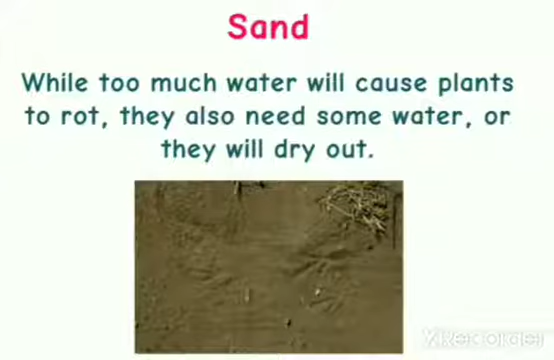 Sand
While too much water will cause plants
to rot, they also need some water, or
they will dry out.
XRecorder